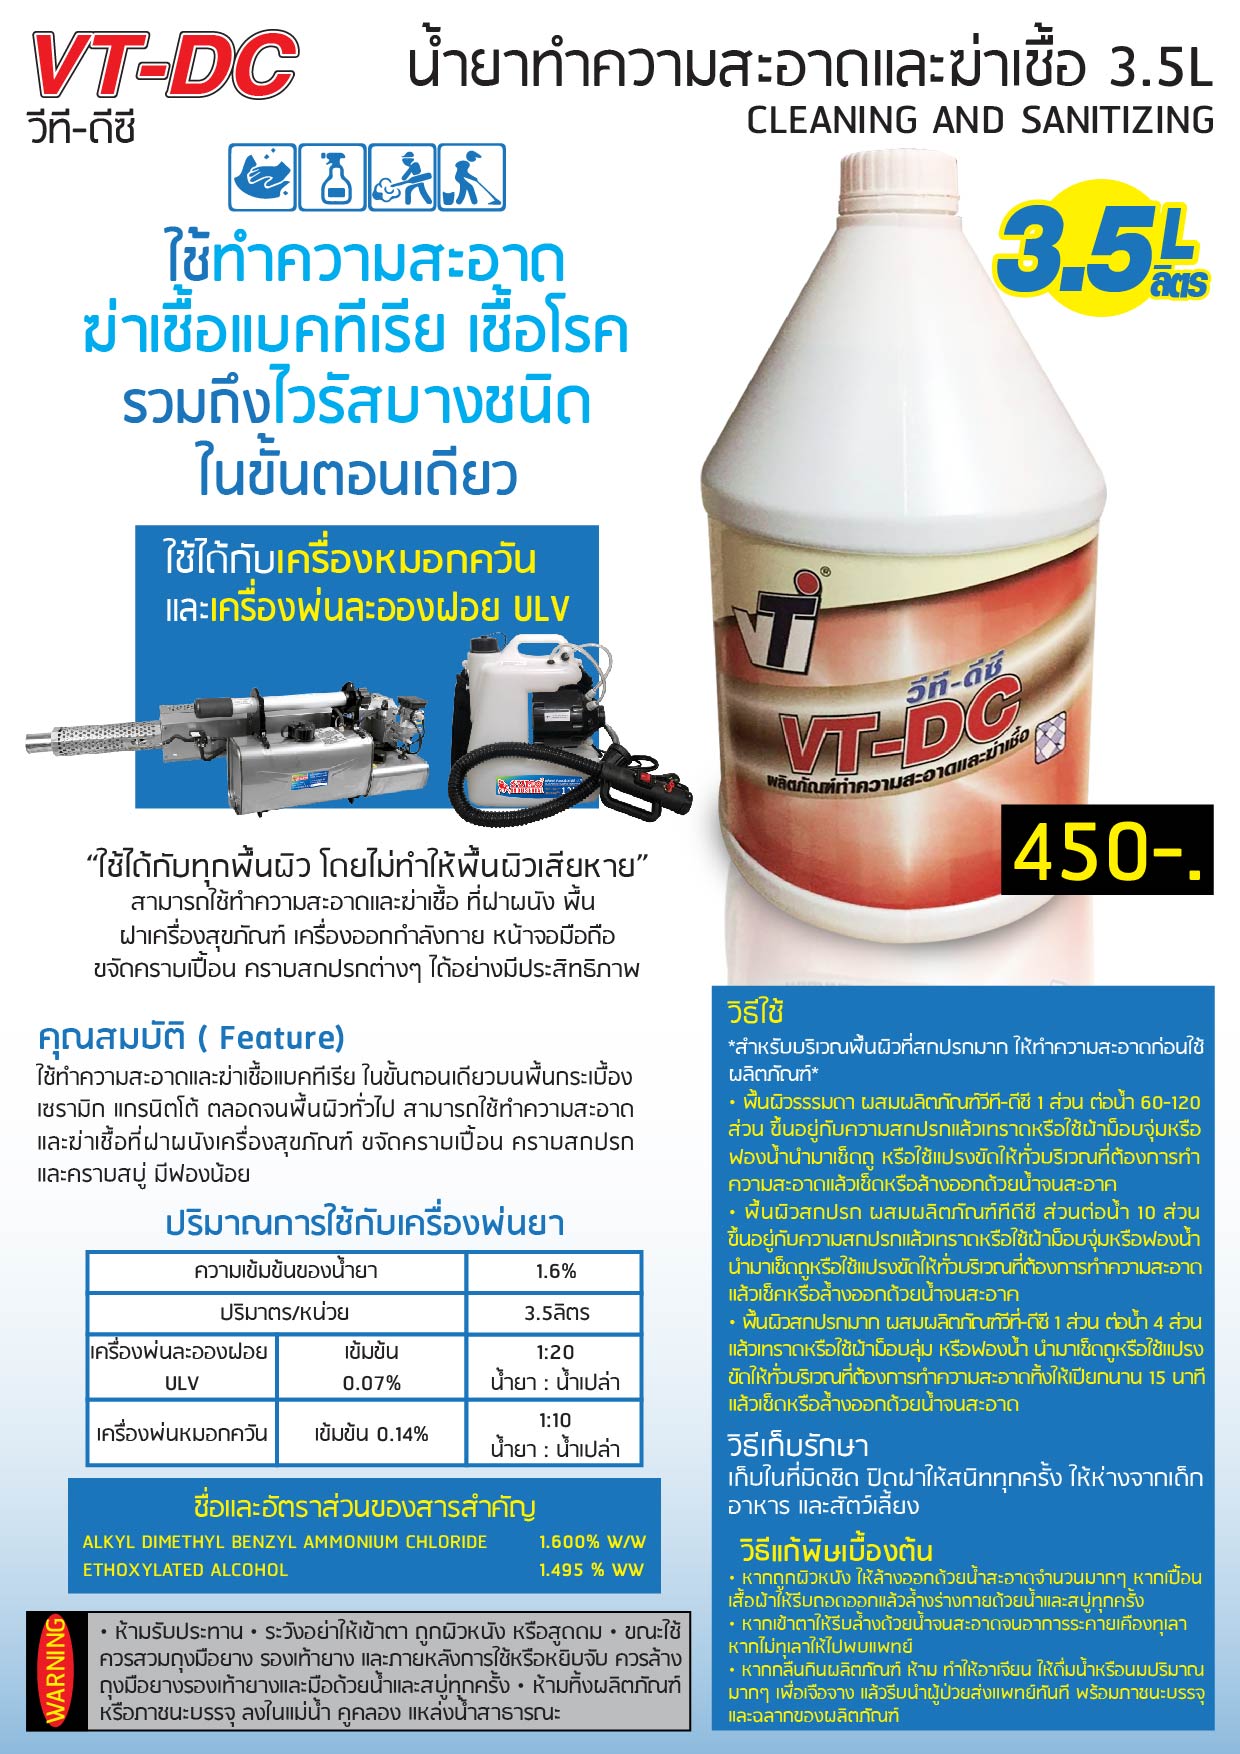 VT-DC
วีที-ดีซี
น้ำยาทำความสะอาดและฆ่าเชื้อ 3.5L
CLEANING AND SANITIZING
ใช้ทำความสะอาด
ฆ่าเชื้อแบคทีเรีย เชื้อโรค
รวมถึงไวรัสบางชนิด
ในขั้นตอนเดียว
3.5L
ลิตร
ใช้ได้กับเครื่องหมอกควัน
และเครื่องพ่นละอองฝอย ULV
VTi®
วีที-ดีซี
VT-DC
ผลิตภัณฑ์ทำความสะอาดและฆ่าเชื้อ
450-.
“ใช้ได้กับทุกพื้นผิว โดยไม่ทำให้พื้นผิวเสียหาย”
สามารถใช้ทำความสะอาดและฆ่าเชื้อ ที่ฝาผนัง พื้น
ฝาเครื่องสุขภัณฑ์ เครื่องออกกำลังกาย หน้าจอมือถือ
ขจัดคราบเปื้อน คราบสกปรกต่างๆ ได้อย่างมีประสิทธิภาพ
คุณสมบัติ ( Feature)
ใช้ทำความสะอาดและฆ่าเชื้อแบคทีเรีย ในขั้นตอนเดียวบนพื้นกระเบื้อง
เซรามิก แกรนิตโต้ ตลอดจนพื้นผิวทั่วไป สามารถใช้ทำความสะอาด
และฆ่าเชื้อที่ฝาผนังเครื่องสุขภัณฑ์ ขจัดคราบเปื้อน คราบสกปรก
และคราบสบู่ มีฟองน้อย
ปริมาณการใช้กับเครื่องพ่นยา
ความเข้มข้นของน้ำยา 1.6%
ปริมาตร/หน่วย 3.5ลิตร
เครื่องพ่นละอองฝอย เข้มข้น 1:20
ULV 0.07% น้ำยา : น้ำเปล่า
เครื่องพ่นหมอกควัน เข้มข้น 0.14% 1:10
น้ำยา : น้ำเปล่า
ชื่อและอัตราส่วนของสารสำคัญ
ALKYL DIMETHYL BENZYL AMMONIUM CHLORIDE 1.600% W/W
ETHOXYLATED ALCOHOL 1.495 % WW
WARNING
• ห้ามรับประทาน • ระวังอย่าให้เข้าตา ถูกผิวหนัง หรือสูดดม • ขณะใช้
ควรสวมถุงมือยาง รองเท้ายาง และภายหลังการใช้หรือหยิบจับ ควรล้าง
ถุงมือยางรองเท้ายางและมือด้วยน้ำและสบู่ทุกครั้ง • ห้ามทิ้งผลิตภัณฑ์
หรือภาชนะบรรจุ ลงในแม่น้ำ คูคลอง แหล่งน้ำสาธารณะ
วิธีใช้
*สำหรับบริเวณพื้นผิวที่สกปรกมาก ให้ทำความสะอาดก่อนใช้
ผลิตภัณฑ์*
• พื้นผิวธรรมดา ผสมผลิตภัณฑ์วีที-ดีซี 1 ส่วน ต่อน้ำ 60-120
ส่วน ขึ้นอยู่กับความสกปรกแล้วเทราดหรือใช้ผ้าม็อบจุ่มหรือ
ฟองน้ำนำมาเช็ดถู หรือใช้แปรงขัดให้ทั่วบริเวณที่ต้องการทำ
ความสะอาดแล้วเช็ดหรือล้างออกด้วยน้ำจนสะอาด
• พื้นผิวสกปรก ผสมผลิตภัณฑ์ทีดีซี ส่วนต่อน้ำ 10 ส่วน
ขึ้นอยู่กับความสกปรกแล้วเทราดหรือใช้ผ้าม็อบจุ่มหรือฟองน้ำ
นำมาเช็ดถูหรือใช้แปรงขัดให้ทั่วบริเวณที่ต้องการทำความสะอาด
แล้วเช็คหรือล้างออกด้วยน้ำจนสะอาค
• พื้นผิวสกปรกมาก ผสมผลิตภัณฑ์วีที่-ดีซี 1 ส่วน ต่อน้ำ 4 ส่วน
แล้วเทราดหรือใช้ผ้าม็อบลุ่ม หรือฟองน้ำ นำมาเช็ดถูหรือใช้แปรง
ขัดให้ทั่วบริเวณที่ต้องการทำความสะอาดทิ้งให้เปียกนาน 15 นาที
แล้วเช็ดหรือล้างออกด้วยน้ำจนสะอาด
วิธีเก็บรักษา
เก็บในที่มิดชิด ปิดฝาให้สนิททุกครั้ง ให้ห่างจากเด็ก
อาหาร และสัตว์เลี้ยง
วิธีแก้พิษเบื้องต้น
• หากถูกผิวหนัง ให้ล้างออกด้วยน้ำสะอาดจำนวนมากๆ หากเปื้อน
เสื้อผ้าให้รีบถอดออกแล้วล้างร่างกายด้วยน้ำและสบู่ทุกครั้ง
• หากเข้าตาให้รีบล้างด้วยน้ำจนสะอาดจนอาการระคายเคืองทุเลา
หากไม่ทุเลาให้ไปพบแพทย์
• หากกลืนกินผลิตภัณฑ์ ห้าม ทำให้อาเจียน ให้ดื่มน้ำหรือนมปริมาณ
มากๆ เพื่อเจือจาง แล้วรีบนำผู้ป่วยส่งแพทย์ทันที พร้อมภาชนะบรรจุ
และฉลากของผลิตภัณฑ์